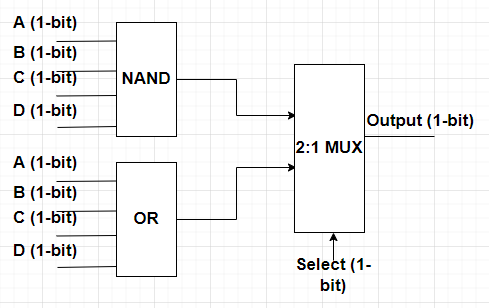 A (1-bit)
B (1-bit)
C (1-bit)
D (1-bit)
NAND
A (1-bit)
B (1-bit)
C (1-bit)
D (1-bit)
OR
2:1 MUX
Output (1-bit)
Select (1-
bit)